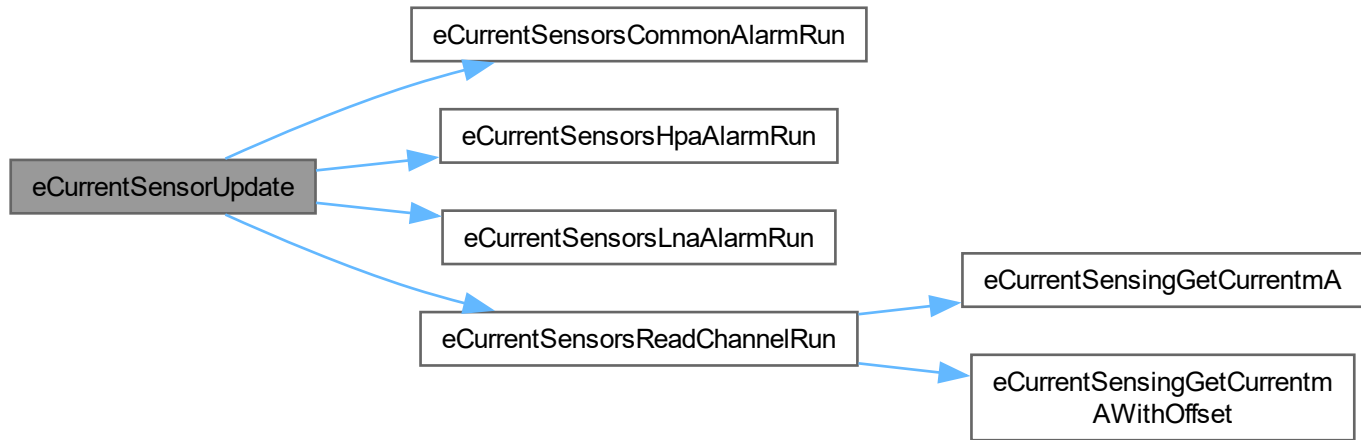 eCurrentSensorsCommonAlarmRun
eCurrentSensorsHpaAlarmRun
eCurrentSensorUpdate
eCurrentSensorsLnaAlarmRun
eCurrentSensingGetCurrentmA
eCurrentSensorsReadChannelRun
eCurrentSensingGetCurrentm
AWithOffset